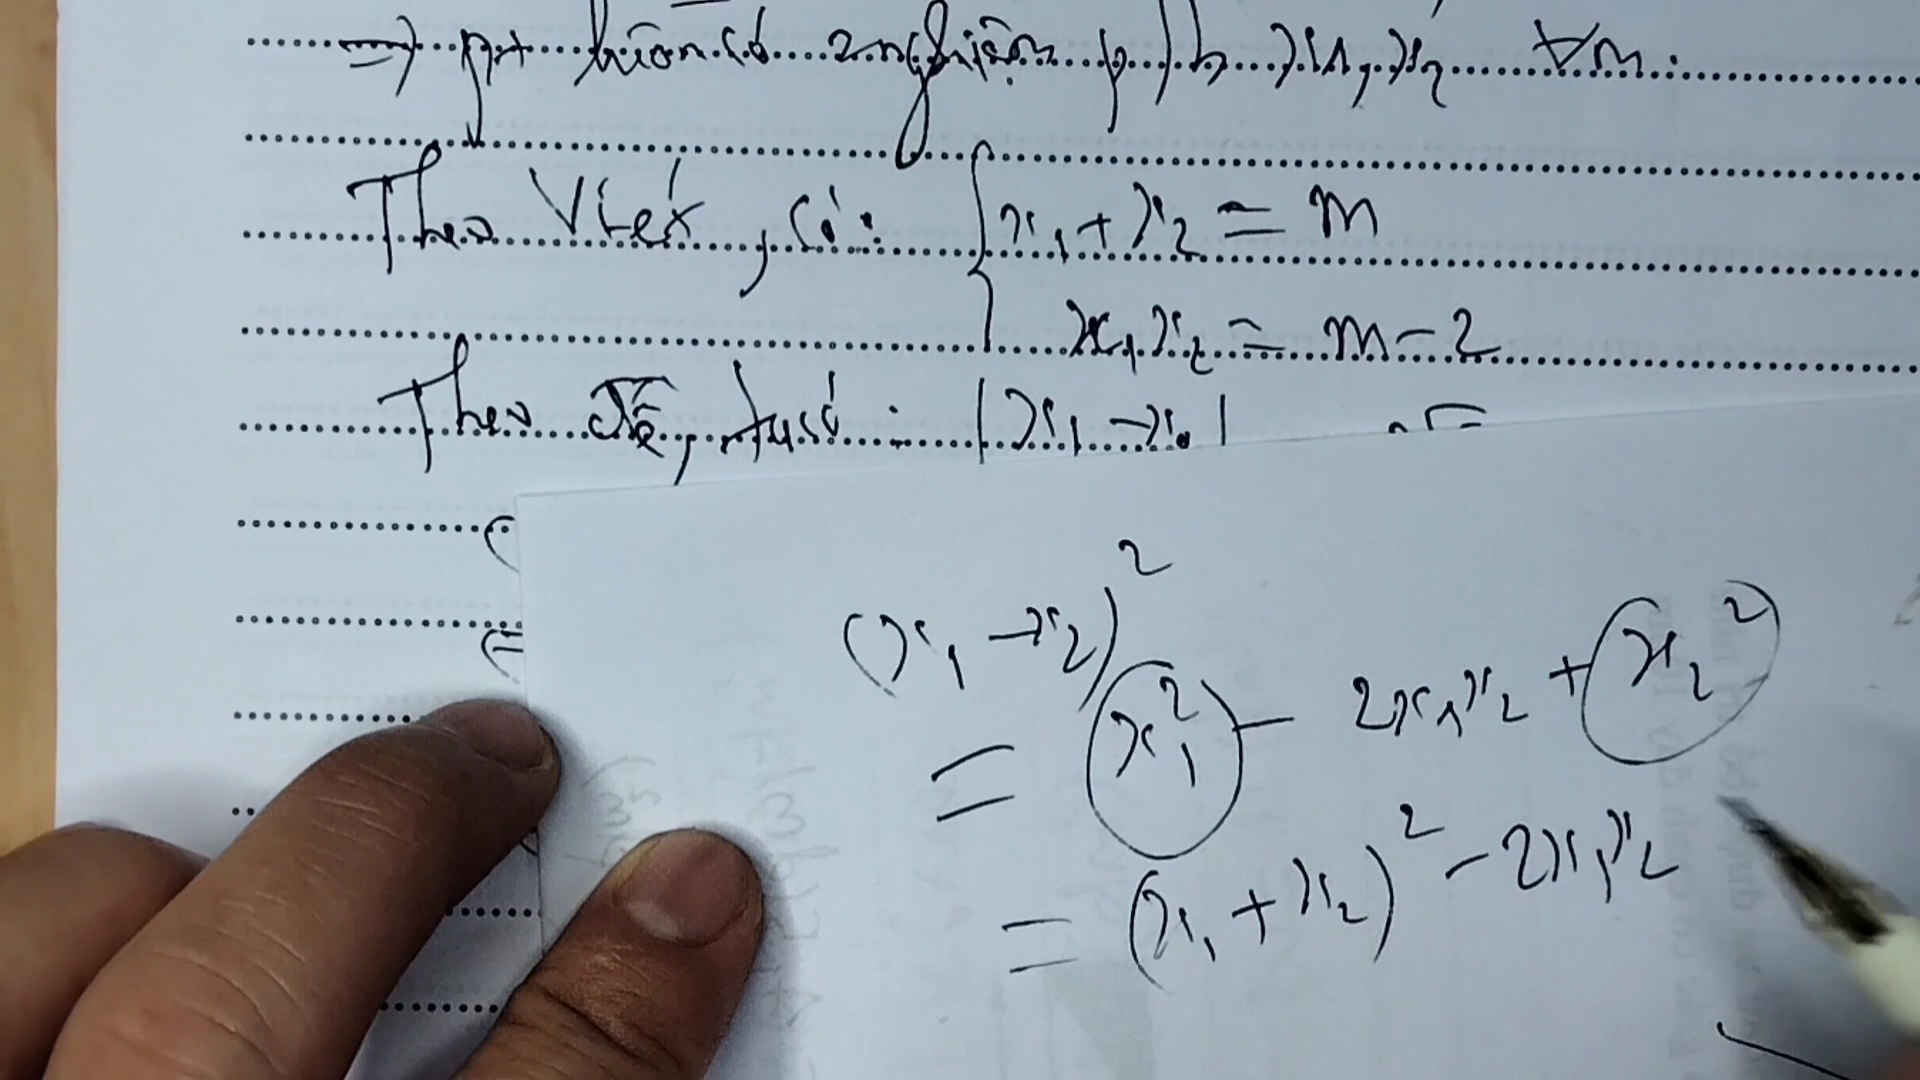 => pt luôn có 2 nghiệm p/b x₁, x₂ ∀m.
Theo Viét, có: { x₁ + x₂ = m
x₁x₂ = m - 2
Theo đề, ta có: |x₁ - x₂|
(x₁ - x₂)²
= x₁² - 2x₁x₂ + x₂²
= (x₁ + x₂)² - 2x₁x₂